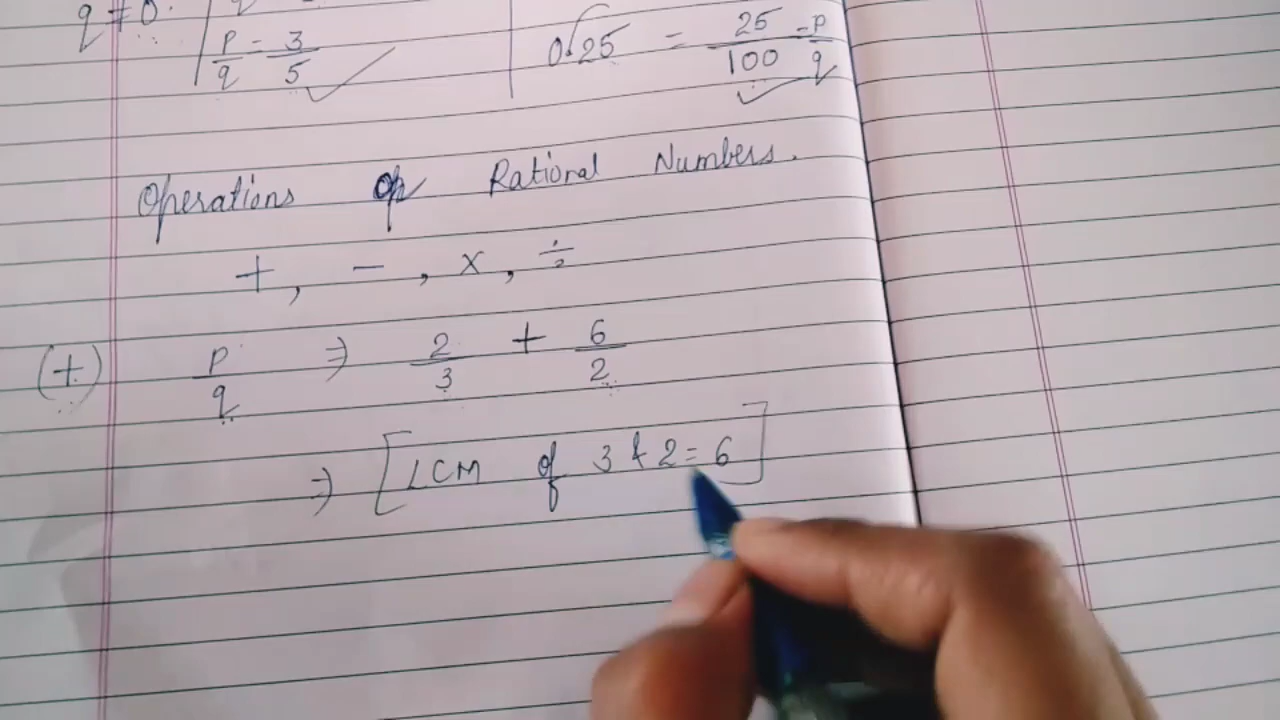 q ≠ 0.
p/q = 3/5
0.25 = 25/100 = p/q
Operations of Rational Numbers.
+, -, x, ÷
(+) p/q ⇒ 2/3 + 6/2
⇒ [LCM of 3 & 2 = 6]